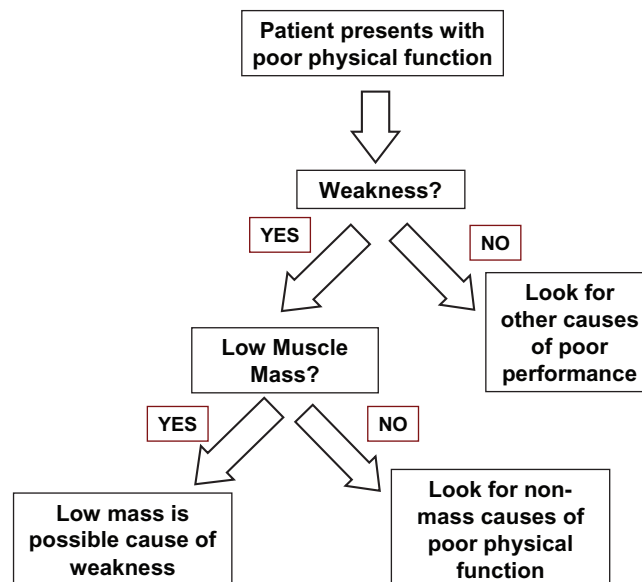 Patient presents with
poor physical function
Weakness?
YES
NO
Look for
other causes
of poor
performance
Low Muscle
Mass?
YES
NO
Low mass is
possible cause of
weakness
Look for non-
mass causes of
poor physical
function